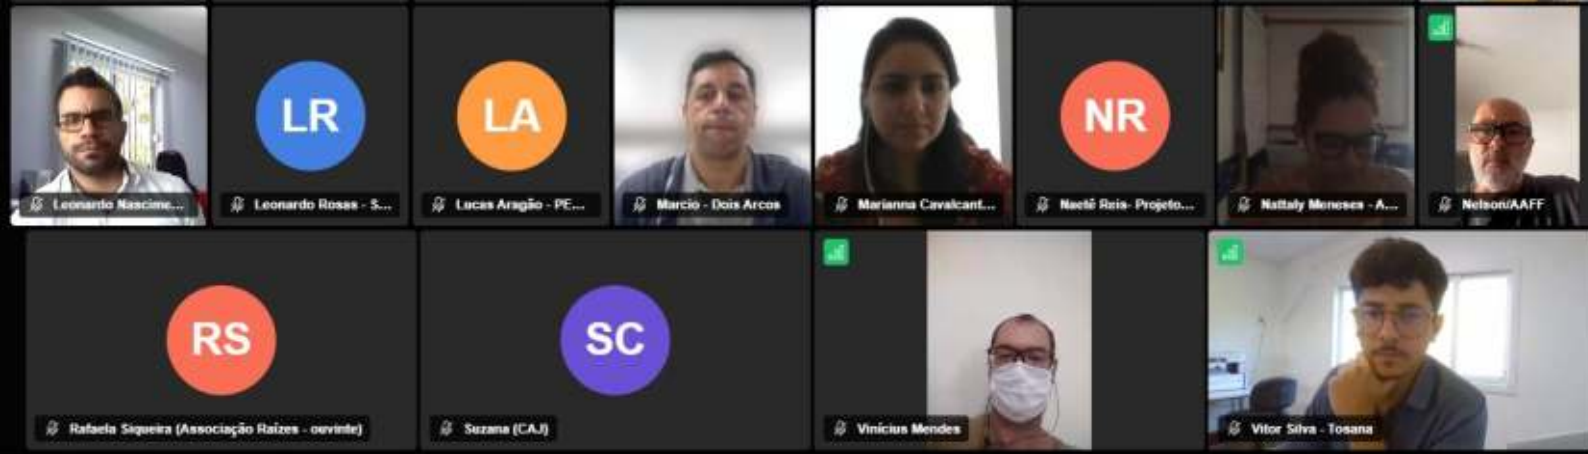 Leonardo Nascime...
LR
Leonardo Rosas - S...
LA
Lucas Aragão - PE...
Marcio - Dois Arcos
Marianna Cavalcant...
NR
Naetê Reis- Projeto...
Nattaly Meneses - A...
Nelson/AAFF
RS
Rafaela Siqueira (Associação Raízes - ouvinte)
SC
Suzana (CAJ)
Vinícius Mendes
Vitor Silva - Tosana